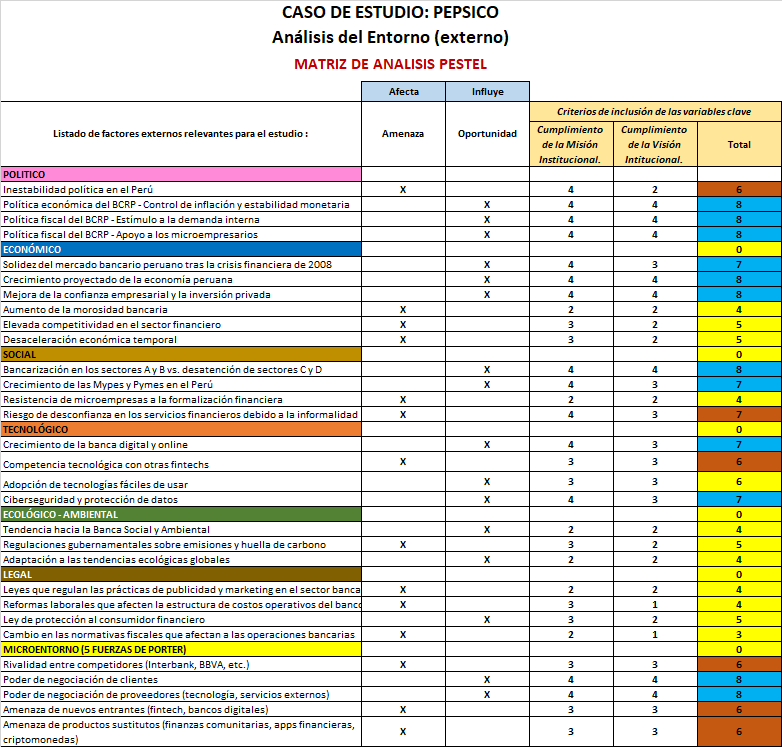 CASO DE ESTUDIO: PEPSICO
Análisis del Entorno (externo)
MATRIZ DE ANALISIS PESTEL
Afecta Influye
Listado de factores externos relevantes para el estudio : Amenaza Oportunidad Criterios de inclusión de las variables clave
Cumplimiento de la Misión Institucional. Cumplimiento de la Visión Intitucional. Total
POLITICO
Inestabilidad política en el Perú X 4 2 6
Política económica del BCRP - Control de inflación y estabilidad monetaria X 4 4 8
Política fiscal del BCRP - Estímulo a la demanda interna X 4 4 8
Política fiscal del BCRP - Apoyo a los microempresarios X 4 4 8
ECONÓMICO 0
Solidez del mercado bancario peruano tras la crisis financiera de 2008 X 4 3 7
Crecimiento proyectado de la economía peruana X 4 4 8
Mejora de la confianza empresarial y la inversión privada X 4 4 8
Aumento de la morosidad bancaria X 2 2 4
Elevada competitividad en el sector financiero X 3 2 5
Desaceleración económica temporal X 3 2 5
SOCIAL 0
Bancarización en los sectores A y B vs. desatención de sectores C y D X 4 4 8
Crecimiento de las Mypes y Pymes en el Perú X 4 3 7
Resistencia de microempresas a la formalización financiera X 2 2 4
Riesgo de desconfianza en los servicios financieros debido a la informalidad X 4 3 7
TECNOLÓGICO 0
Crecimiento de la banca digital y online X 4 3 7
Competencia tecnológica con otras fintechs X 3 3 6
Adopción de tecnologías fáciles de usar X 3 3 6
Ciberseguridad y protección de datos X 4 3 7
ECOLÓGICO - AMBIENTAL 0
Tendencia hacia la Banca Social y Ambiental X 2 2 4
Regulaciones gubernamentales sobre emisiones y huella de carbono X 3 2 5
Adaptación a las tendencias ecológicas globales X 2 2 4
LEGAL 0
Leyes que regulan las prácticas de publicidad y marketing en el sector banca X 2 2 4
Reformas laborales que afecten la estructura de costos operativos del banco X 3 1 4
Ley de protección al consumidor financiero X 3 2 5
Cambio en las normativas fiscales que afectan a las operaciones bancarias X 2 1 3
MICROENTORNO (5 FUERZAS DE PORTER) 0
Rivalidad entre competidores (Interbank, BBVA, etc.) X 3 3 6
Poder de negociación de clientes X 4 4 8
Poder de negociación de proveedores (tecnología, servicios externos) X 4 4 8
Amenaza de nuevos entrantes (fintech, bancos digitales) X 3 3 6
Amenaza de productos sustitutos (finanzas comunitarias, apps financieras,
criptomonedas) X 3 3 6